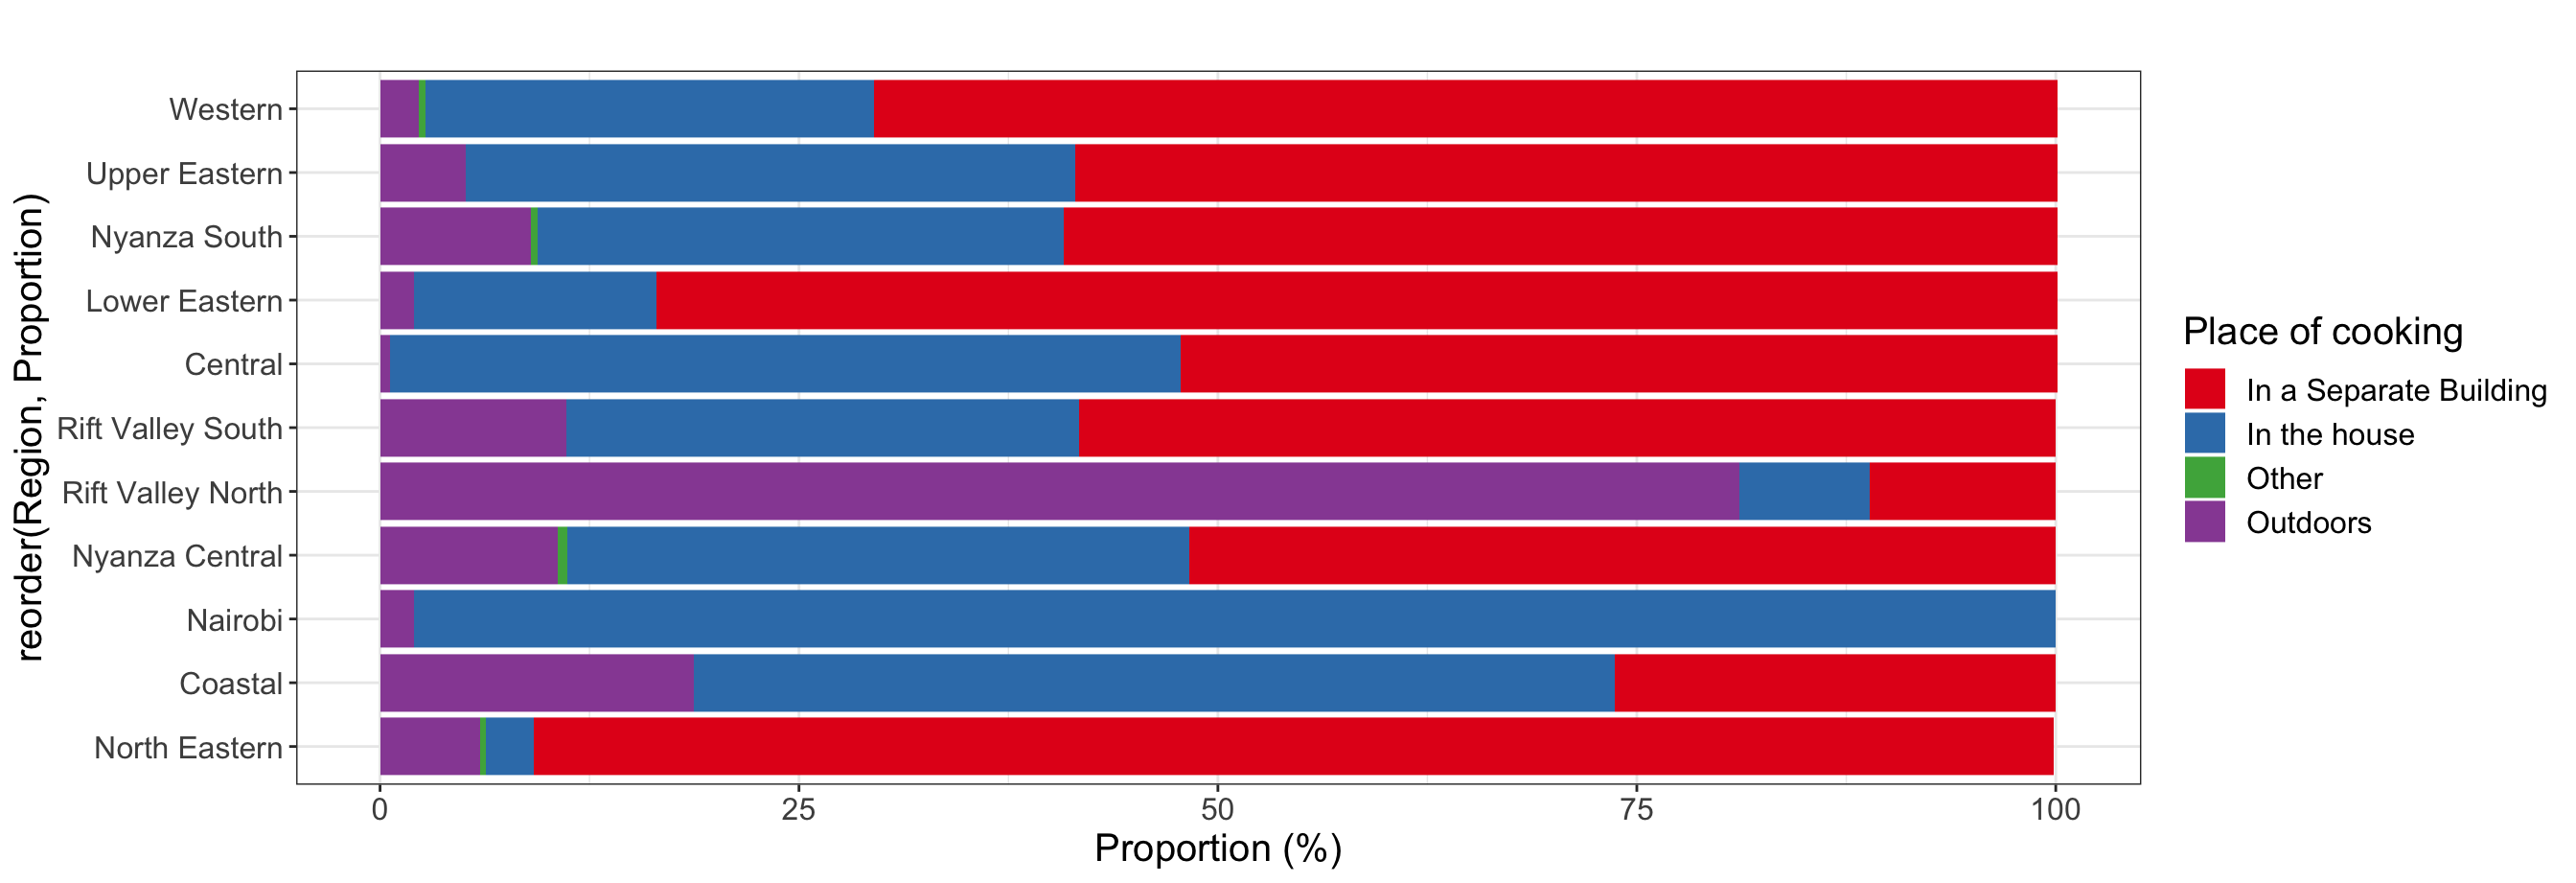 reorder(Region, Proportion)
Western
Upper Eastern
Nyanza South
Lower Eastern
Central
Rift Valley South
Rift Valley North
Nyanza Central
Nairobi
Coastal
North Eastern
0 25 50 75 100
Proportion (%)
Place of cooking
In a Separate Building
In the house
Other
Outdoors